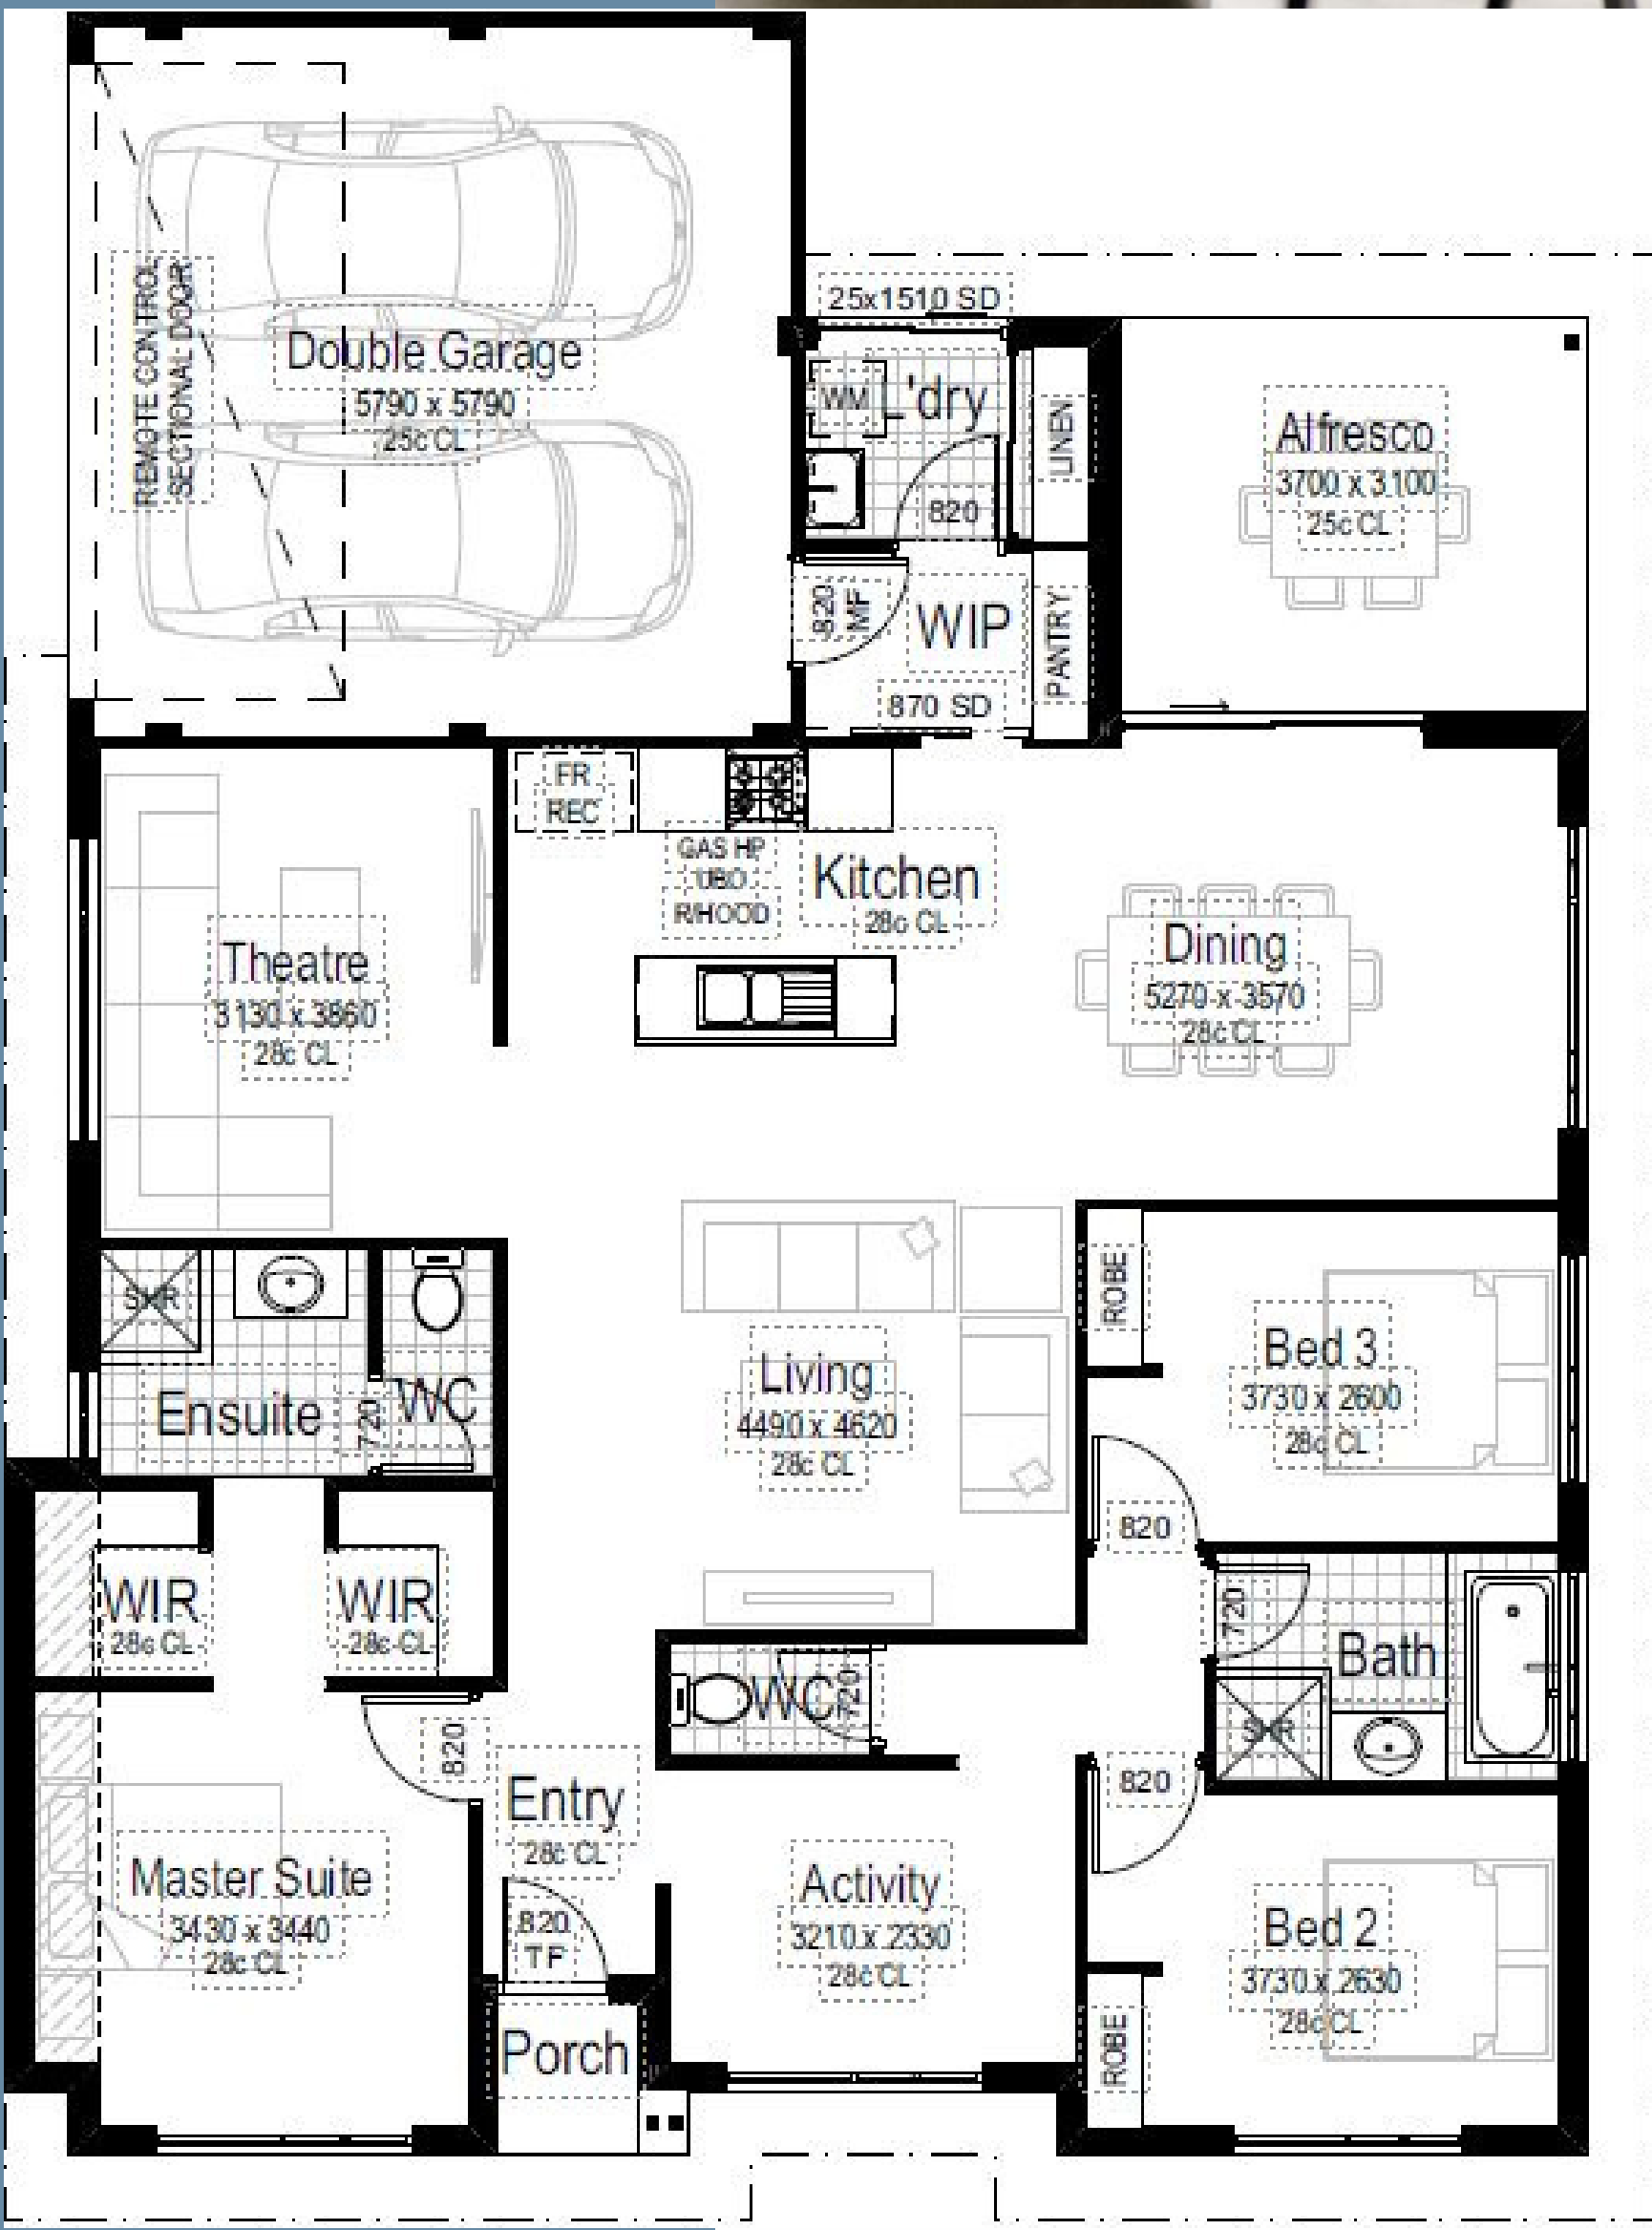 25x1510 SD
REMOTE CONTROL
SECTIONAL DOOR
Double Garage
5790 x 5790
25c CL
WM
L'dry
LINEN
820
Alfresco
3700 x 3100
25c CL
820
MF
WIP
PANTRY
870 SD
FR
REC
GAS HP
UBO
R/HOOD
Kitchen
28c CL
Theatre
3130 x 3860
28c CL
Dining
5270 x 3570
28c CL
SHR
Ensuite
720
WC
Living
4490 x 4620
28c CL
ROBE
Bed 3
3730 x 2600
28c CL
820
WIR
28c CL
WIR
28c CL
720
Bath
SHR
WC
720
820
820
Entry
28c CL
Master Suite
3430 x 3440
28c CL
820
TF
Activity
3210 x 2330
28c CL
Bed 2
3730 x 2630
28c CL
ROBE
Porch